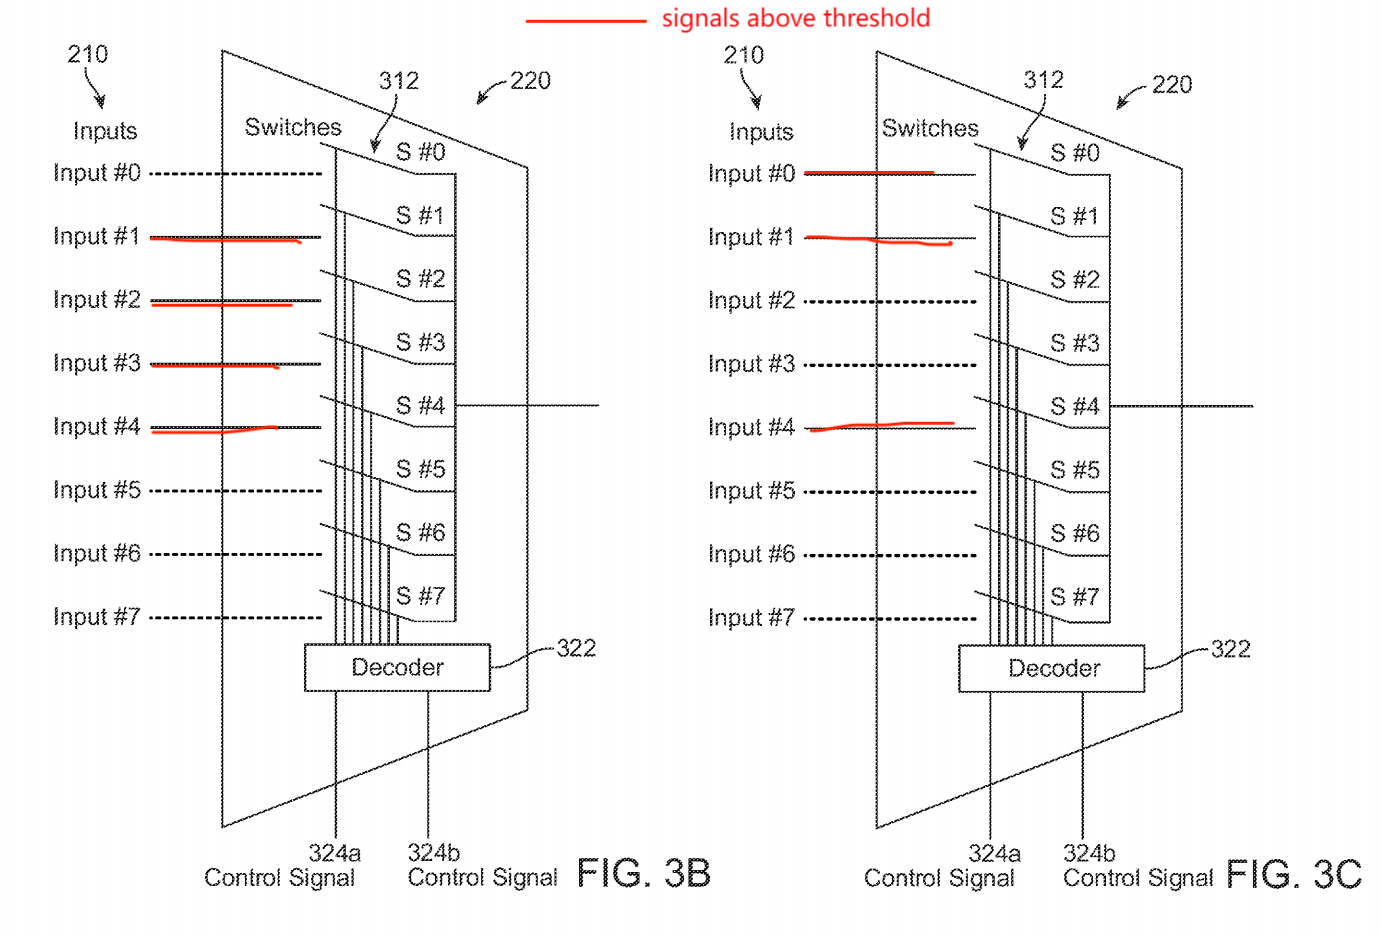 signals above threshold
210
312
220
Inputs
Switches
Input #0
S #0
Input #1
S #1
Input #2
S #2
Input #3
S #3
Input #4
S #4
Input #5
S #5
Input #6
S #6
Input #7
S #7
Decoder
322
324a
Control Signal
324b
Control Signal
FIG. 3B
210
312
220
Inputs
Switches
Input #0
S #0
Input #1
S #1
Input #2
S #2
Input #3
S #3
Input #4
S #4
Input #5
S #5
Input #6
S #6
Input #7
S #7
Decoder
322
324a
Control Signal
324b
Control Signal
FIG. 3C